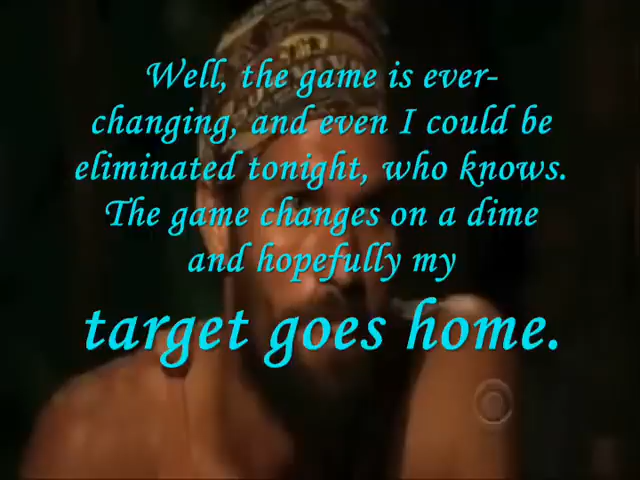 Well, the game is ever-
changing, and even I could be
eliminated tonight, who knows.
The game changes on a dime
and hopefully my
target goes home.